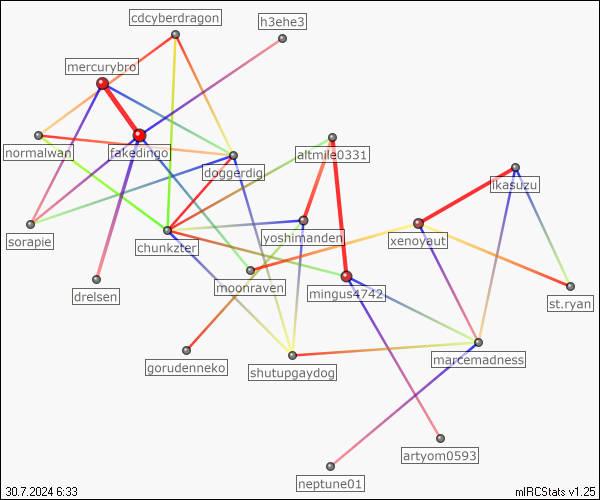 cdcyberdragon
h3ehe3
mercurybro
normalwan
fakedingo
doggerdig
altmile0331
ikasuzu
sorapie
chunkzter
yoshimanden
xenoyaut
drelsen
moonraven
mingus4742
st.ryan
gorudenneko
shutupgaydog
marcemadness
artyom0593
neptune01
30.7.2024 6:33
mIRCStats v1.25